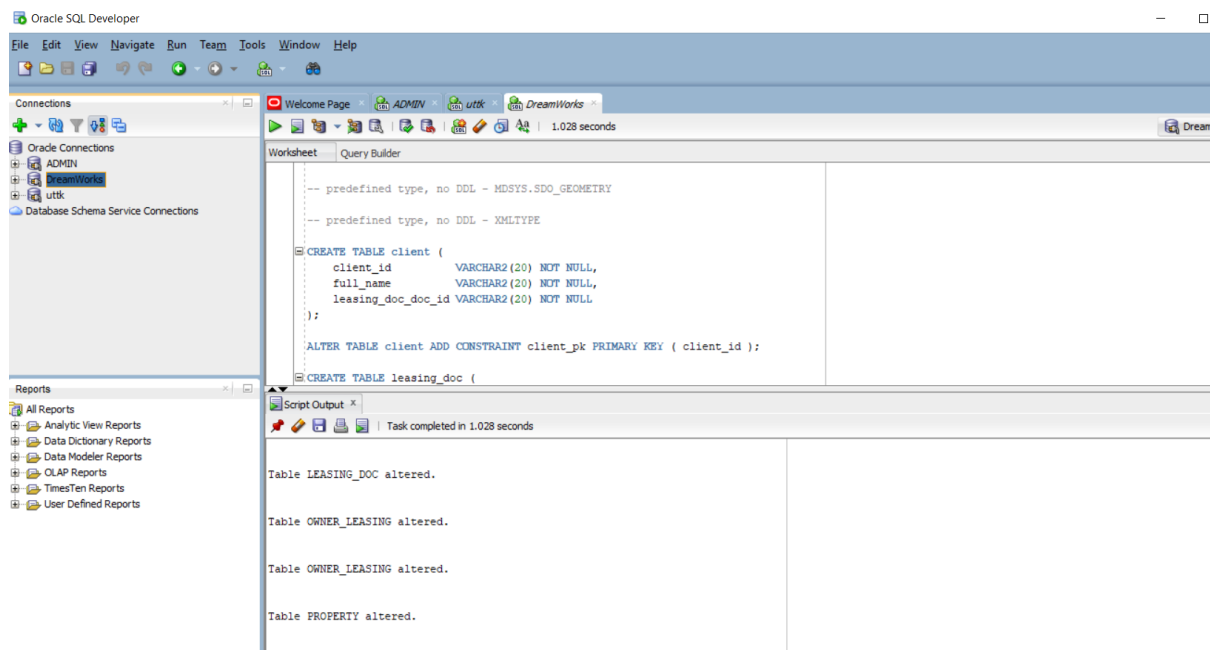 Oracle SQL Developer
File Edit View Navigate Run Team Tools Window Help
Connections
Oracle Connections
ADMIN
DreamWorks
uttk
Database Schema Service Connections
Reports
All Reports
Analytic View Reports
Data Dictionary Reports
Data Modeler Reports
OLAP Reports
TimesTen Reports
User Defined Reports
Welcome Page ADMIN uttk DreamWorks
1.028 seconds
Dream
Worksheet Query Builder
-- predefined type, no DDL - MDSYS.SDO_GEOMETRY
-- predefined type, no DDL - XMLTYPE
CREATE TABLE client (
client_id VARCHAR2(20) NOT NULL,
full_name VARCHAR2(20) NOT NULL,
leasing_doc_doc_id VARCHAR2(20) NOT NULL
);
ALTER TABLE client ADD CONSTRAINT client_pk PRIMARY KEY ( client_id );
CREATE TABLE leasing_doc (
Script Output
Task completed in 1.028 seconds
Table LEASING_DOC altered.
Table OWNER_LEASING altered.
Table OWNER_LEASING altered.
Table PROPERTY altered.